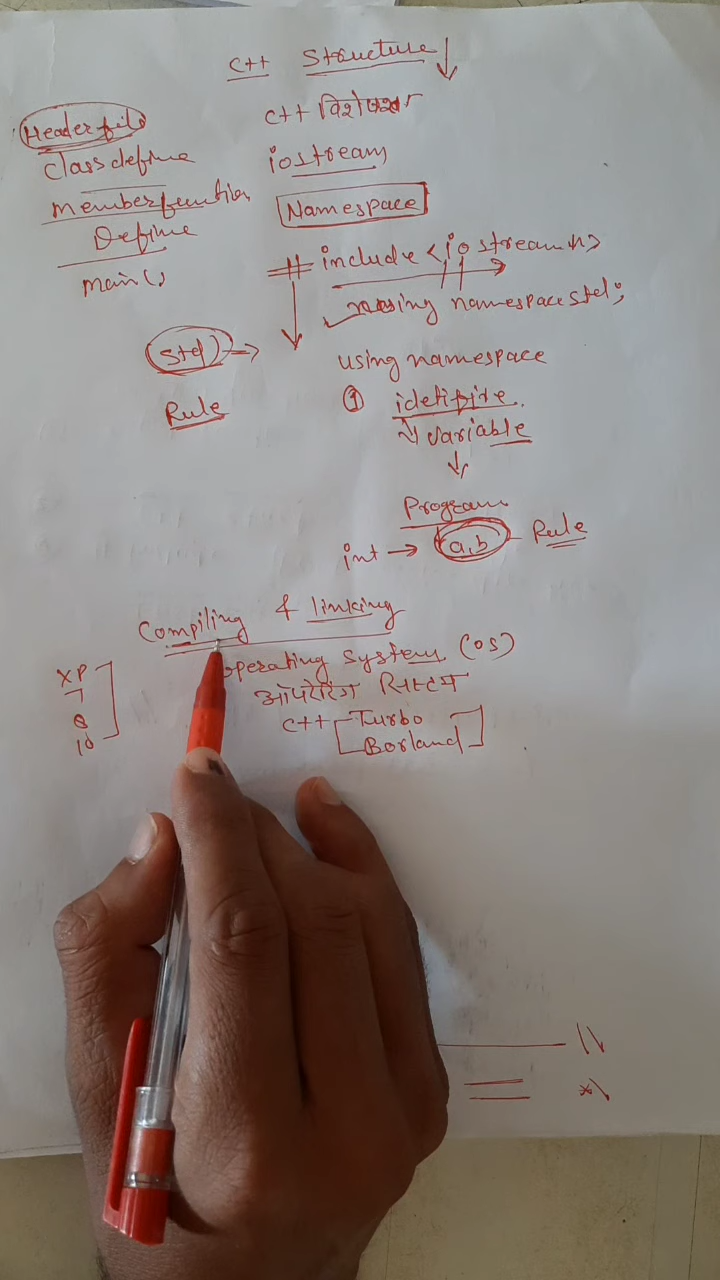 C++ Structure
Header file
class define
member function
Define
main()
C++ विशेषता
iostream
Namespace
# include <iostream.h>
using namespace std;
std →
Rule
using namespace
① idetifire
variable
Program
int → a,b Rule
Compiling & linking
operating system (OS)
ऑपरेटिंग सिस्टम
XP
7
8
10
C++ Turbo
Borland